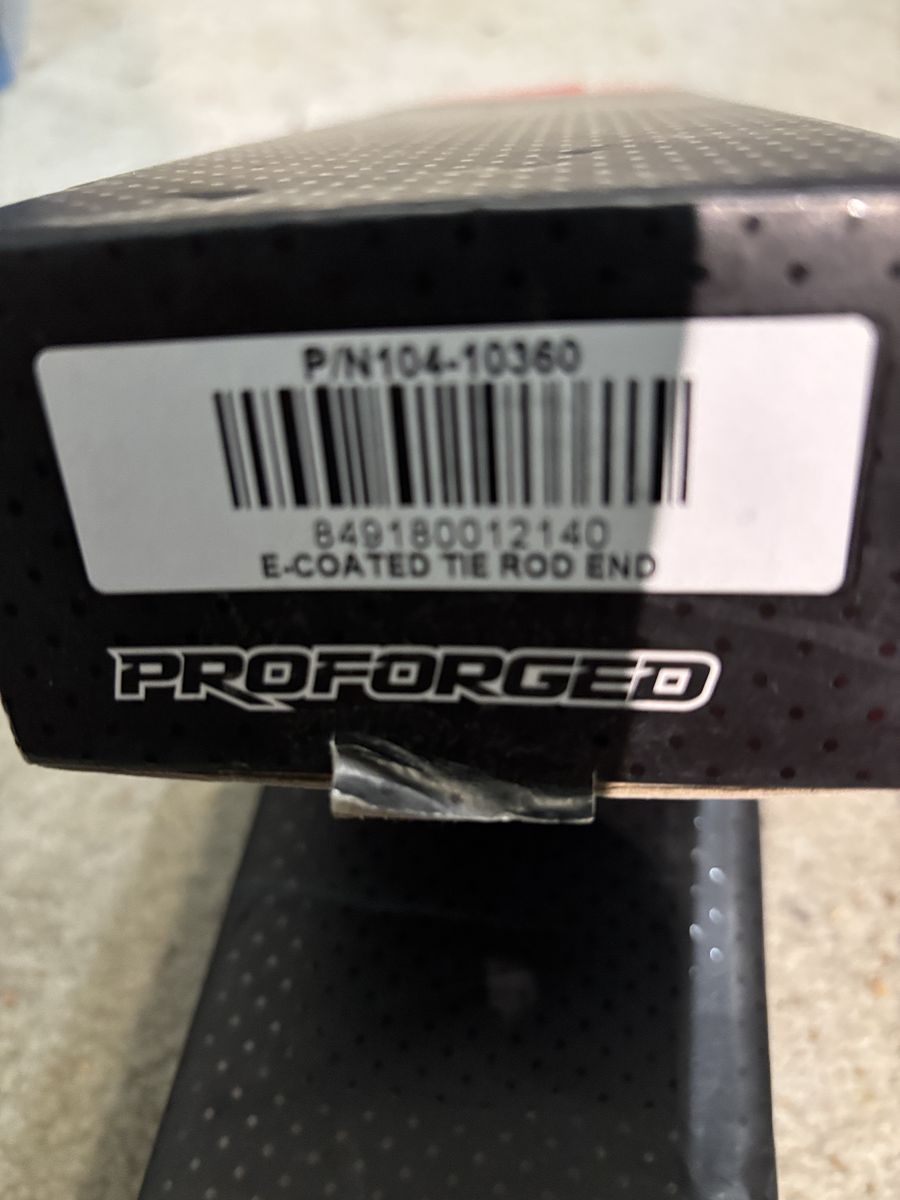 P/N104-10360
849180012140
E-COATED TIE ROD END
PROFORGED